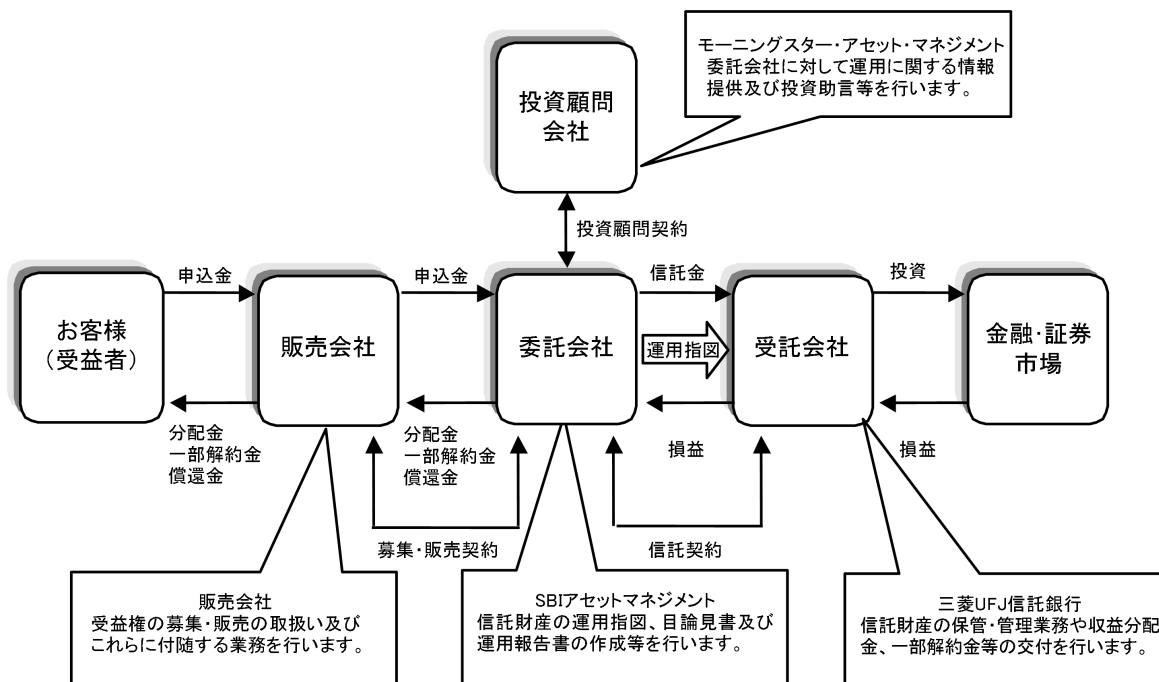 モーニングスター・アセット・マネジメント
委託会社に対して運用に関する情報
提供及び投資助言等を行います。
投資顧問
会社
投資顧問契約
申込金
申込金
信託金
投資
お客様
（受益者）
販売会社
委託会社
運用指図
受託会社
金融・証券
市場
分配金
一部解約金
償還金
分配金
一部解約金
償還金
損益
損益
募集・販売契約
信託契約
販売会社
受益権の募集・販売の取扱い及び
これらに付随する業務を行います。
SBIアセットマネジメント
信託財産の運用指図、目論見書及び
運用報告書の作成等を行います。
三菱UFJ信託銀行
信託財産の保管・管理業務や収益分配
金、一部解約金等の交付を行います。